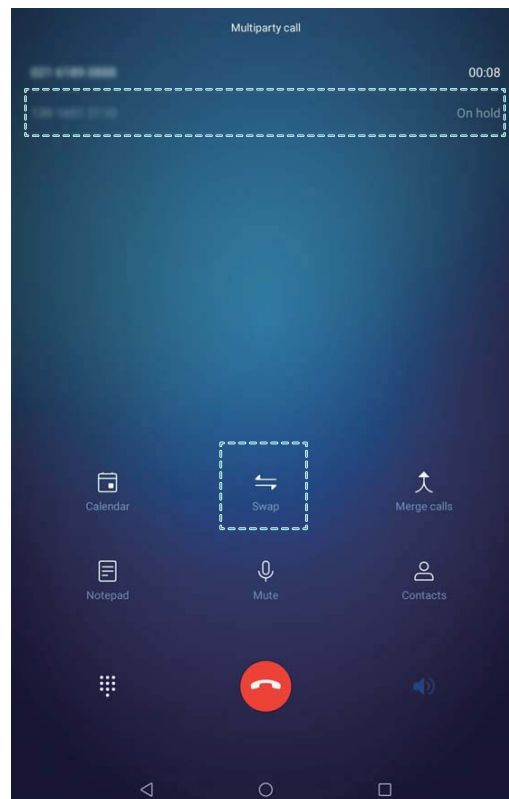 Multiparty call
00:08
On hold
Calendar
Swap
Merge calls
Notepad
Mute
Contacts